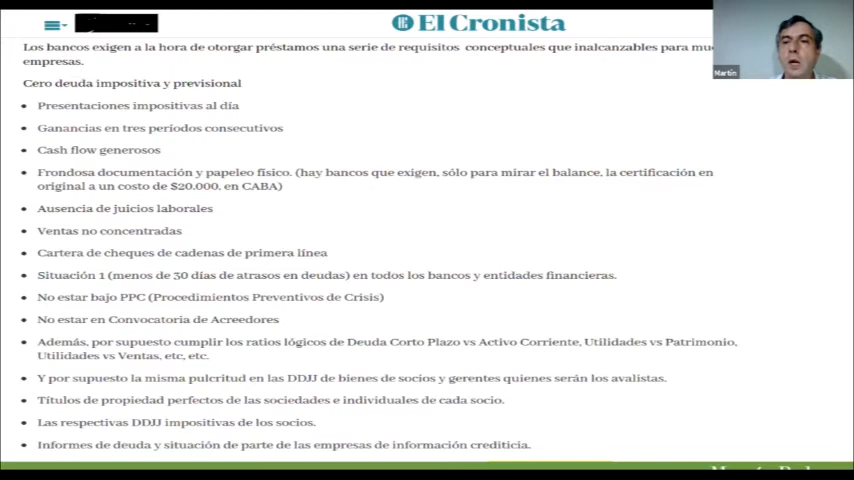 El Cronista
Martín
Los bancos exigen a la hora de otorgar préstamos una serie de requisitos conceptuales que inalcanzables para
empresas.
Cero deuda impositiva y previsional
Presentaciones impositivas al día
Ganancias en tres períodos consecutivos
Cash flow generosos
Frondosa documentación y papeleo físico. (hay bancos que exigen, sólo para mirar el balance, la certificación en
original a un costo de $20.000, en CABA)
Ausencia de juicios laborales
Ventas no concentradas
Cartera de cheques de cadenas de primera línea
Situación 1 (menos de 30 días de atrasos en deudas) en todos los bancos y entidades financieras.
No estar bajo PPC (Procedimientos Preventivos de Crisis)
No estar en Convocatoria de Acreedores
Además, por supuesto cumplir los ratios lógicos de Deuda Corto Plazo vs Activo Corriente, Utilidades vs Patrimonio,
Utilidades vs Ventas, etc, etc.
Y por supuesto la misma pulcritud en las DDJJ de bienes de socios y gerentes quienes serán los avalistas.
Títulos de propiedad perfectos de las sociedades e individuales de cada socio.
Las respectivas DDJJ impositivas de los socios.
Informes de deuda y situación de parte de las empresas de información crediticia.